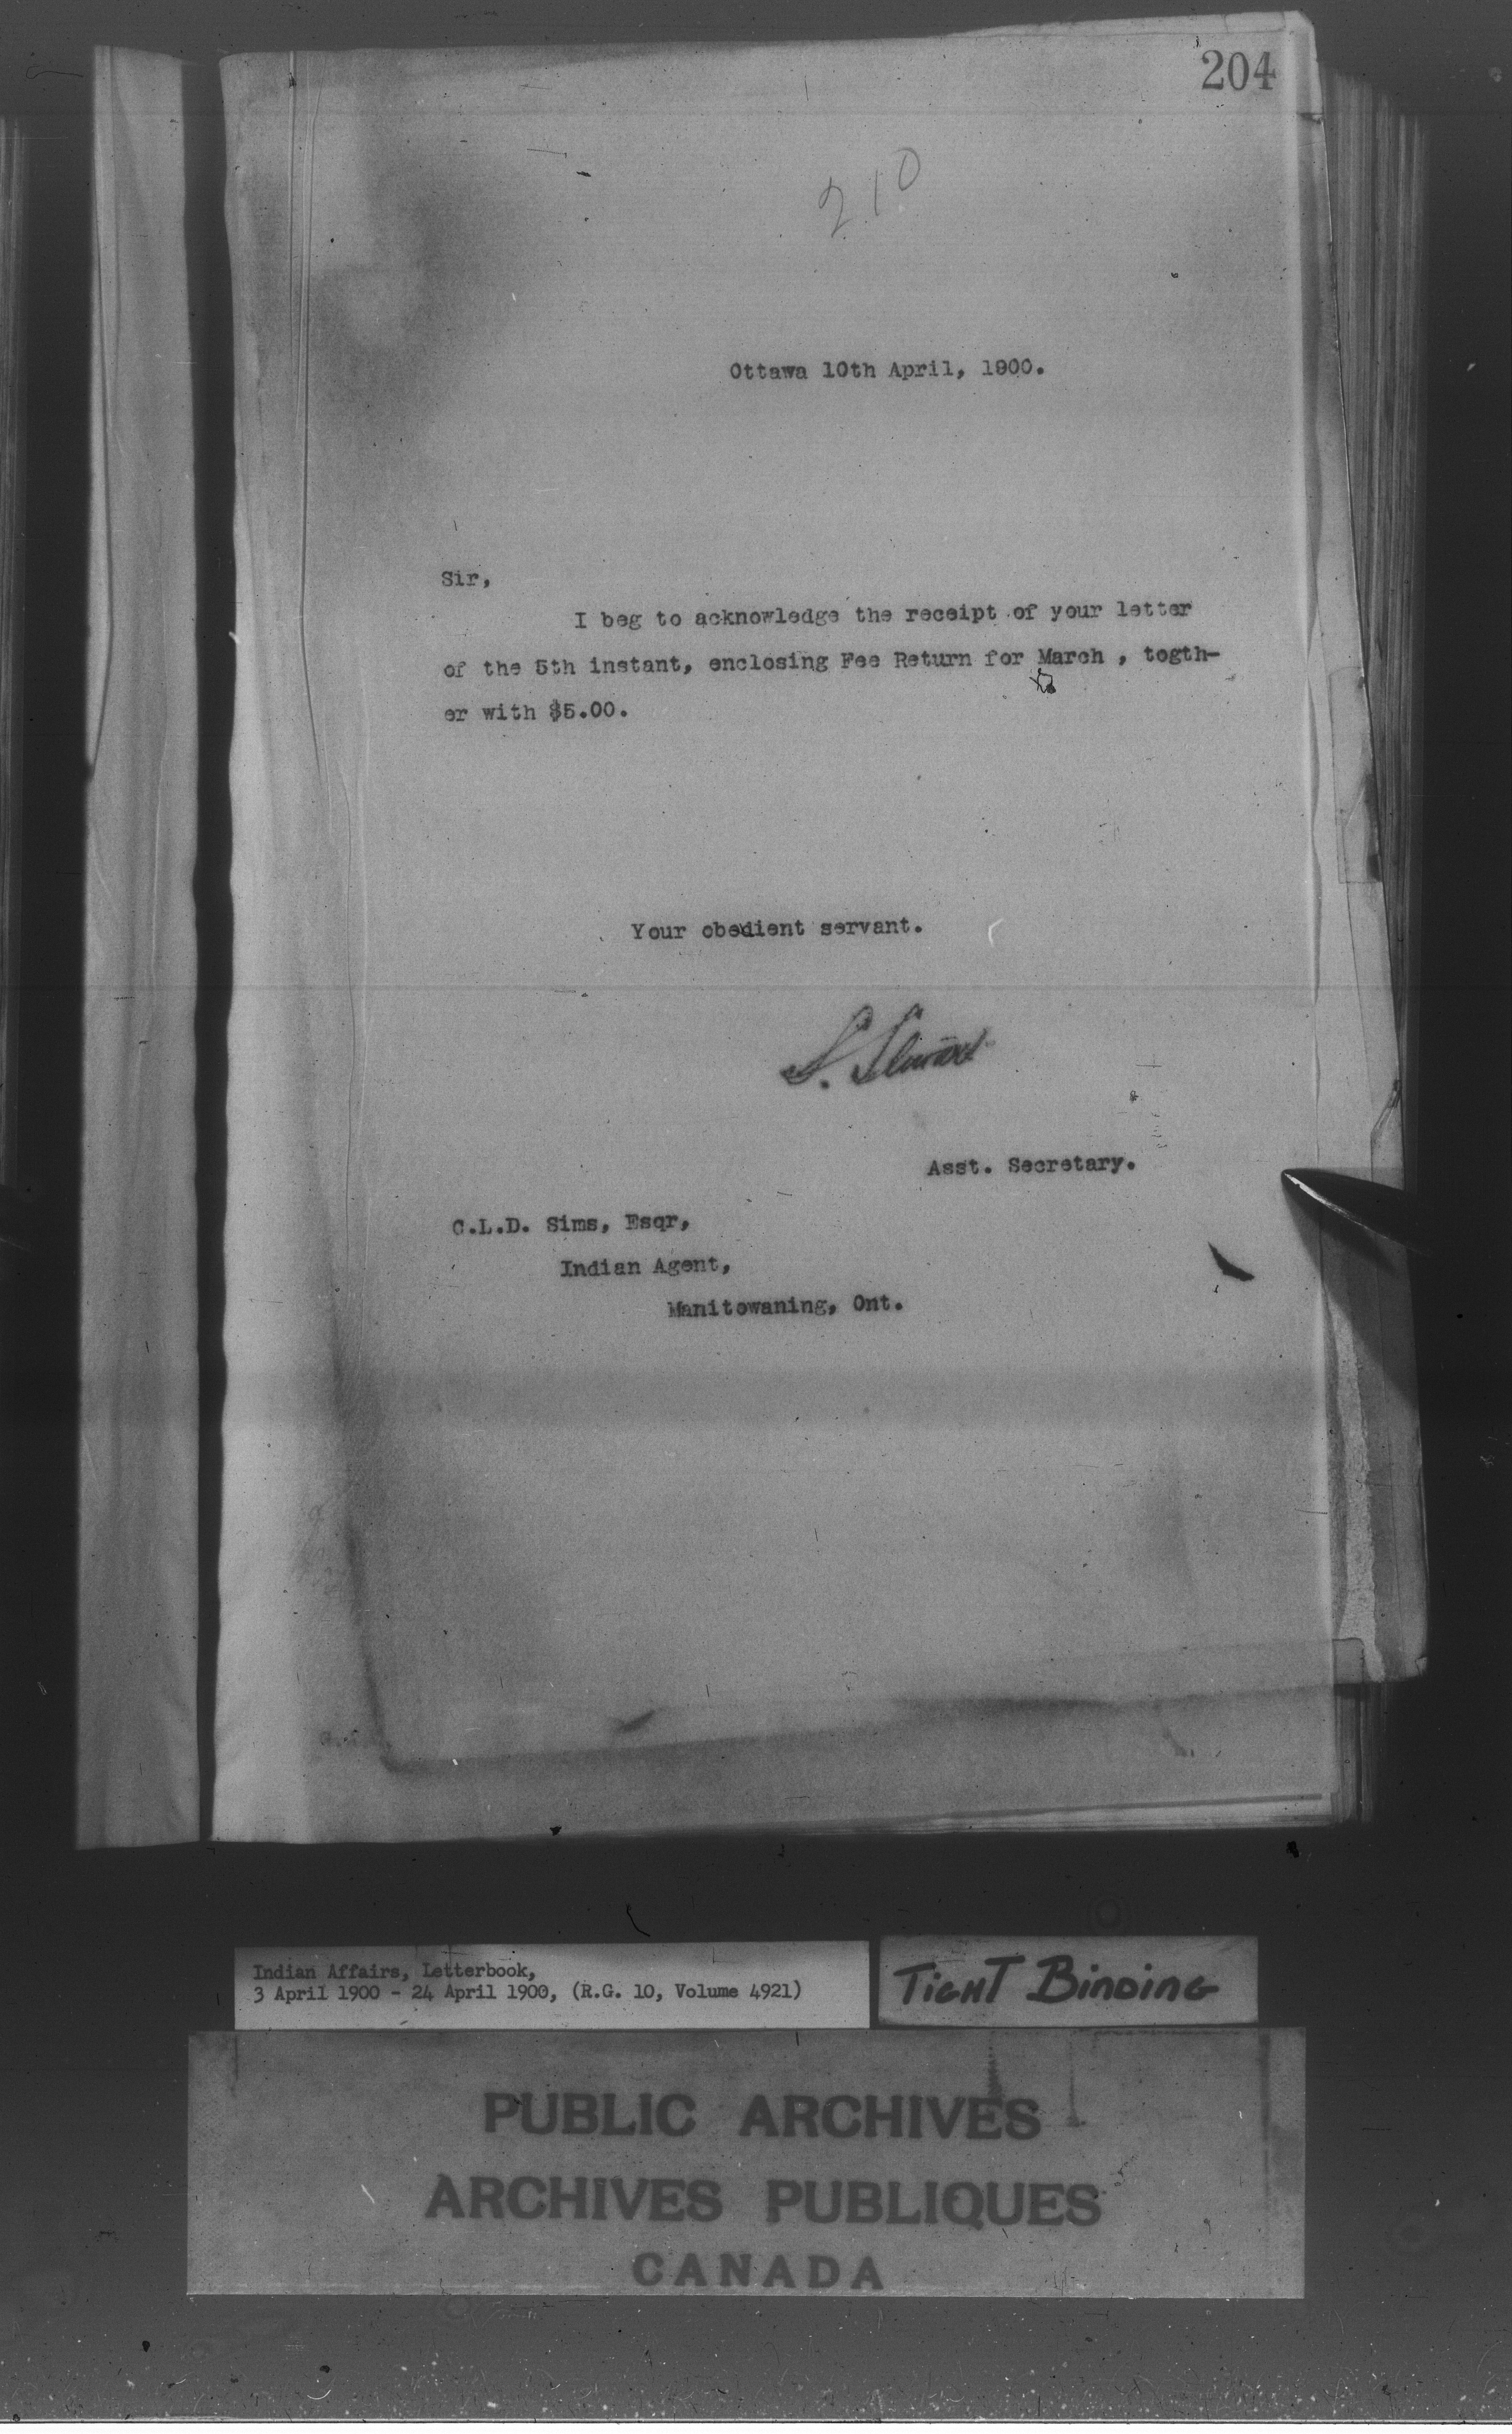 204
210
Ottawa 10th April, 1900.
Sir,
I beg to acknowledge the receipt of your letter
of the 5th instant, enclosing Fee Return for March , togth-
er with $5.00.
Your obedient servant.
S. Stewart
Asst. Secretary.
C.L.D. Sims, Esqr,
Indian Agent,
Manitowaning, Ont.
Indian Affairs, Letterbook,
3 April 1900 - 24 April 1900, (R.G. 10, Volume 4921)
TIGHT BINDING
PUBLIC ARCHIVES
ARCHIVES PUBLIQUES
CANADA